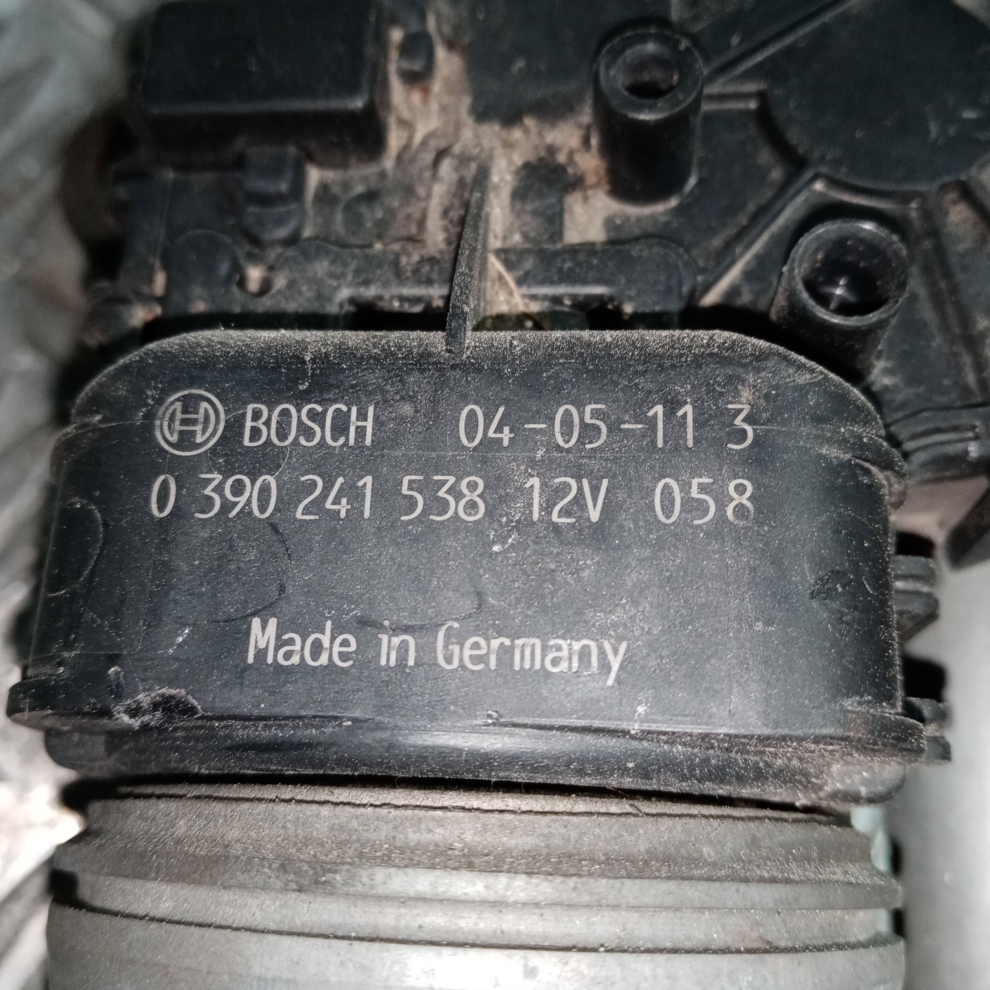 BOSCH 04-05-11 3
0 390 241 538 12V 058
Made in Germany